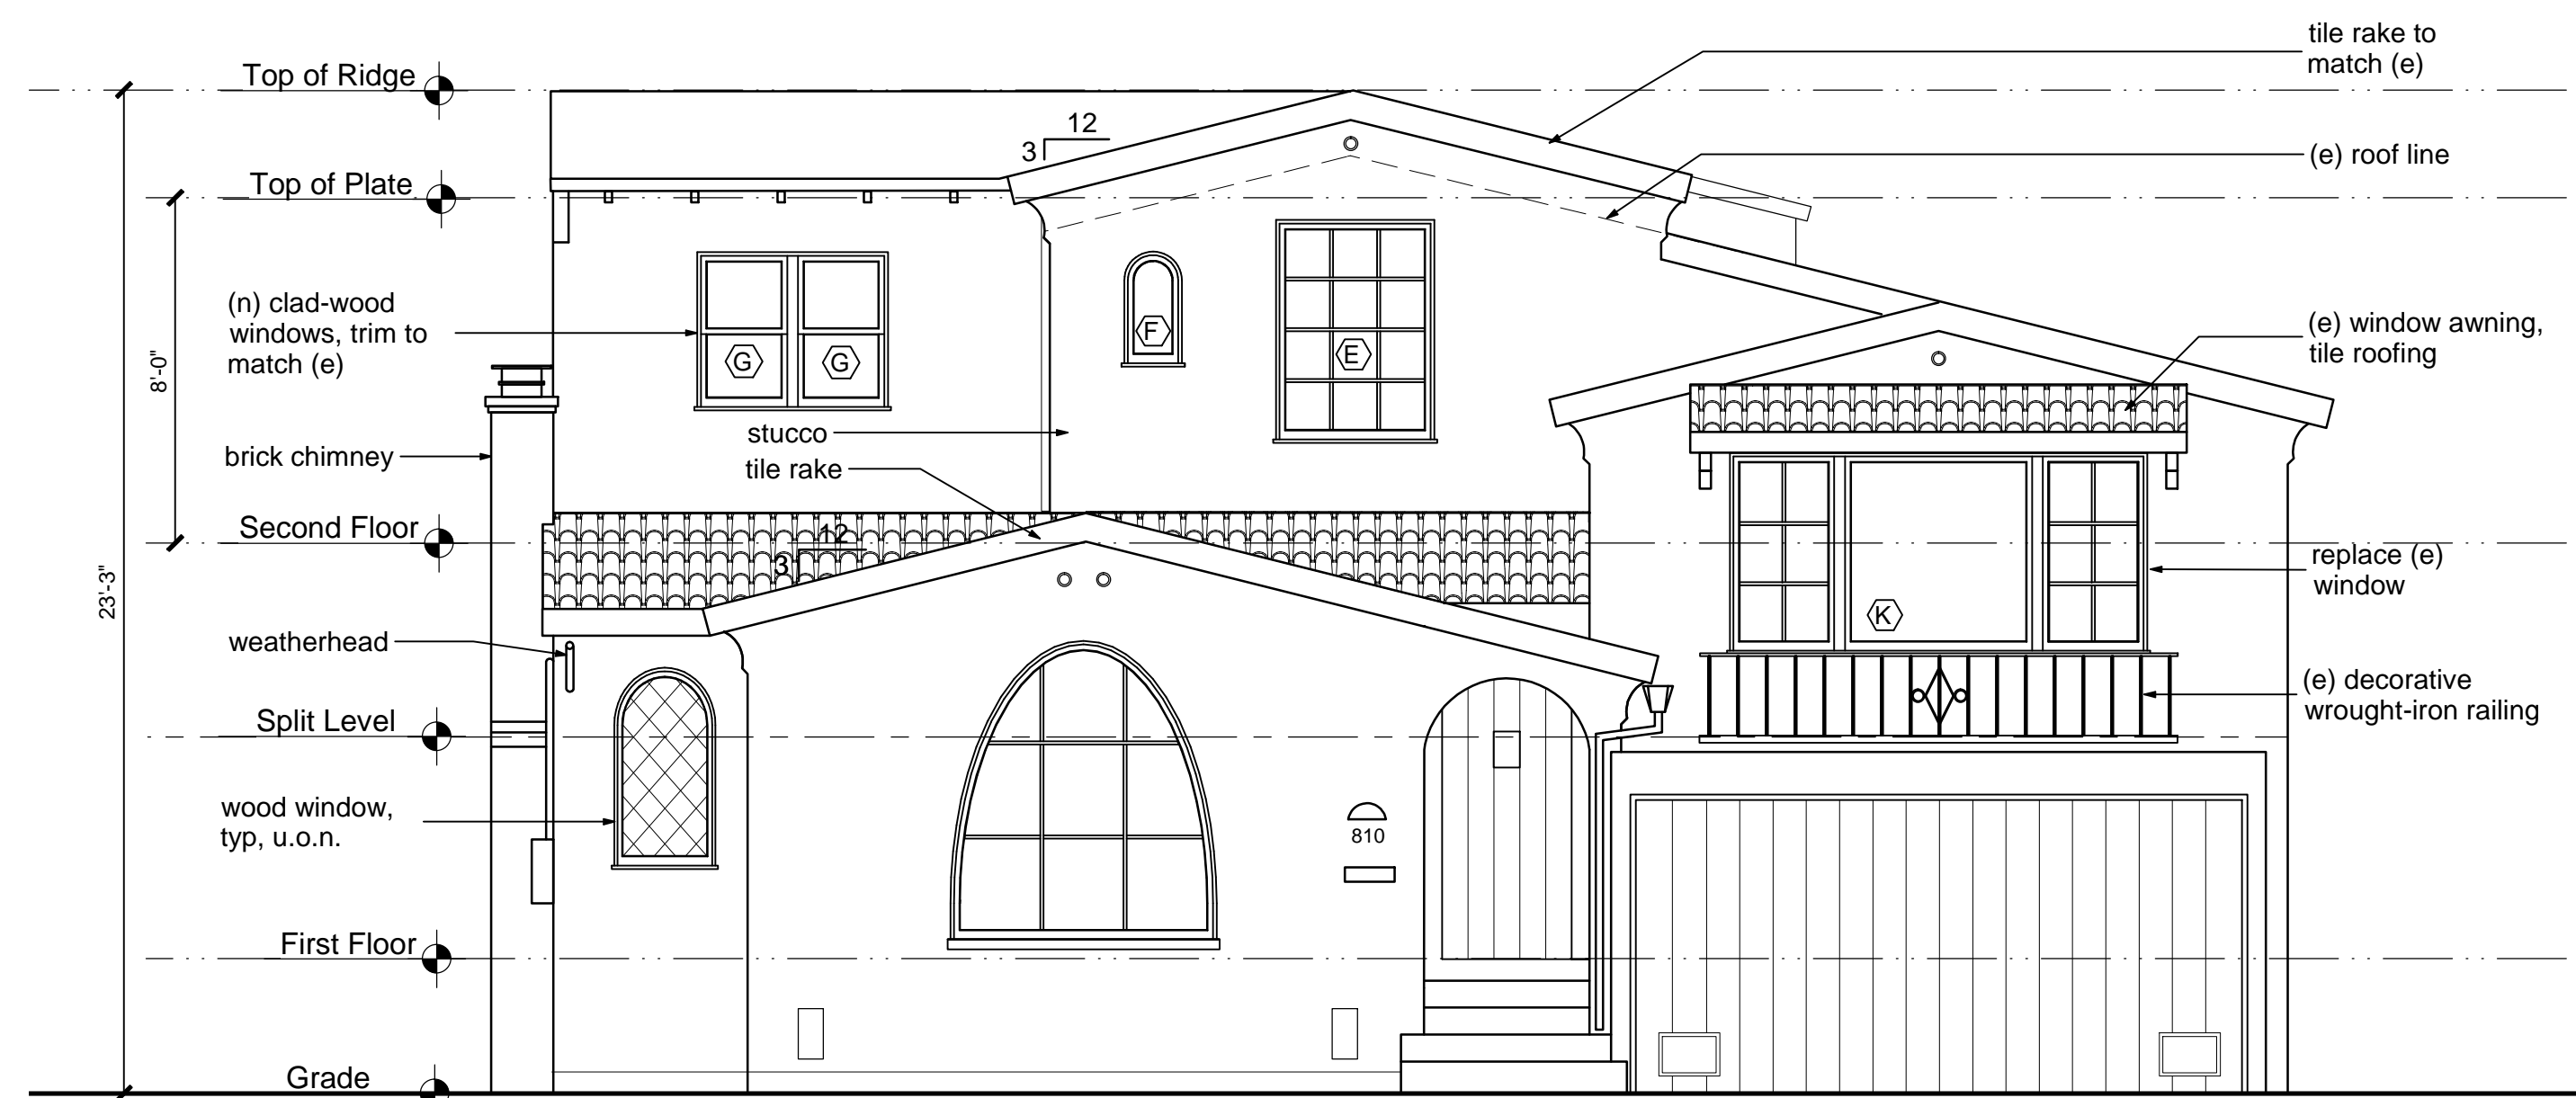 tile rake to
match (e)
Top of Ridge
12
3
(e) roof line
Top of Plate
(n) clad-wood
windows, trim to
match (e)
8'-0"
F
E
G
G
(e) window awning,
tile roofing
stucco
brick chimney
tile rake
Second Floor
12
3
replace (e)
window
23'-3"
K
weatherhead
(e) decorative
wrought-iron railing
Split Level
wood window,
typ, u.o.n.
810
First Floor
Grade